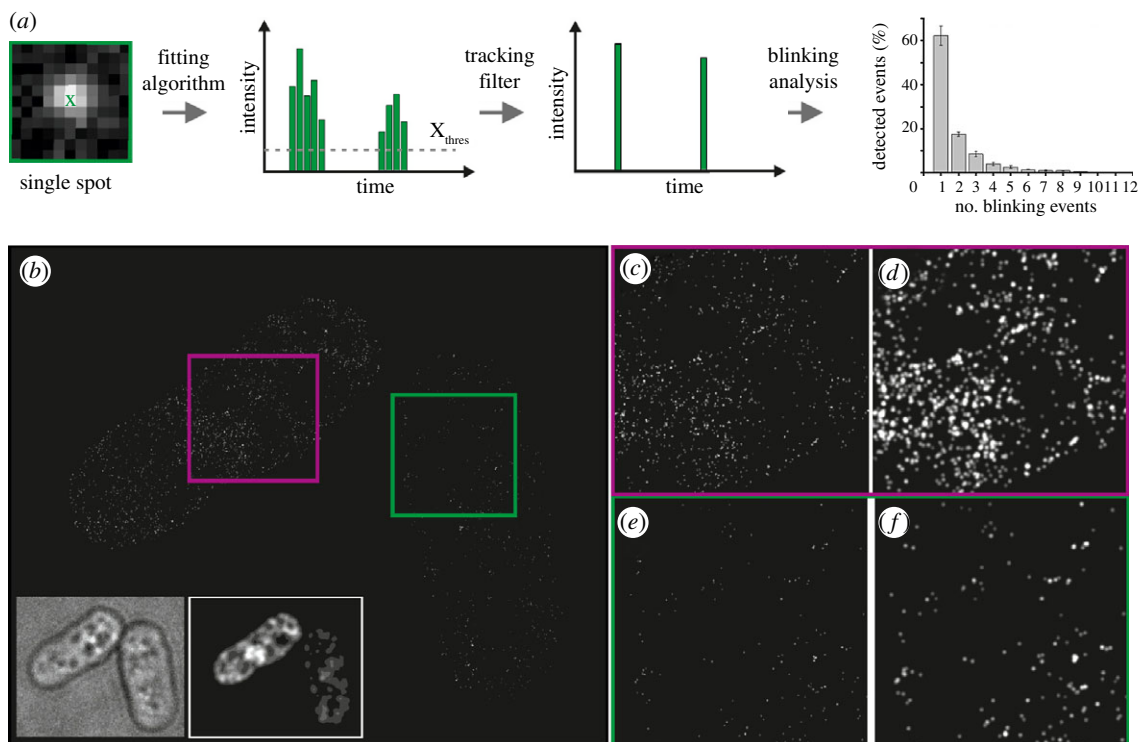 (a)
X
single spot
fitting
algorithm
intensity
X_thres
time
tracking
filter
intensity
time
blinking
analysis
detected events (%)
60
40
20
0 1 2 3 4 5 6 7 8 9 10 11 12
no. blinking events
(b)
(c)
(d)
(e)
(f)